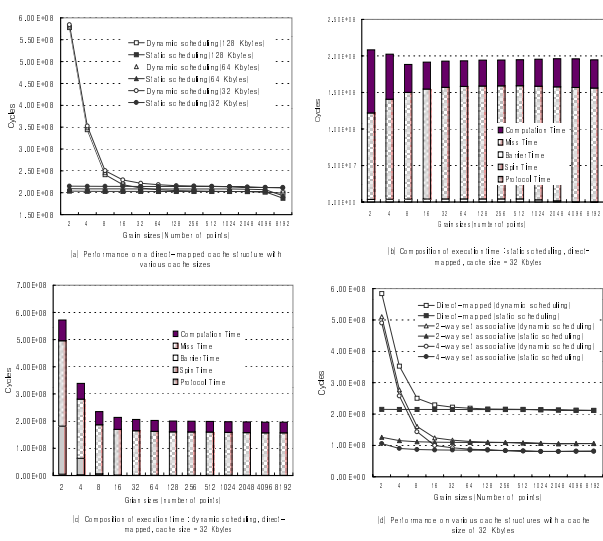 6.00E+08
5.50E+08
5.00E+08
4.50E+08
4.00E+08
3.50E+08
3.00E+08
2.50E+08
2.00E+08
1.50E+08
Cycles
Dynamic scheduling(128 Kbyles)
Static scheduling(128 Kbyles)
Dynamic scheduling(64 Kbyles)
Static scheduling(64 Kbyles)
Dynamic scheduling(32 Kbyles)
Static scheduling(32 Kbyles)
2 4 8 16 32 64 128 256 512 1024 2048 4096 8192
Grain sizes(Number of points)
(a) Performance on a direct-mapped cache structure with
various cache sizes
Cycles
Computation Time
Miss Time
Barrier Time
Spin Time
Protocol Time
2 4 8 16 32 64 128 256 512 1024 2048 4096 8192
Grain sizes(Number of points)
(b) Composition of execution time : static scheduling, direct-
mapped, cache size = 32 Kbyles
7.00E+08
6.00E+08
5.00E+08
4.00E+08
3.00E+08
2.00E+08
1.00E+08
0.00E+00
Cycles
Computation Time
Miss Time
Barrier Time
Spin Time
Protocol Time
2 4 8 16 32 64 128 256 512 1024 2048 4096 8192
Grain sizes(number of points)
(c) Composition of execution time : dynamic scheduling, direct-
mapped, cache size = 32 Kbyles
6.00E+08
5.00E+08
4.00E+08
3.00E+08
2.00E+08
1.00E+08
0.00E+00
Cycles
Direct-mapped(dynamic scheduling)
Direct-mapped(static scheduling)
2-way set associative(dynamic scheduling)
2-way set associative(static scheduling)
4-way set associative(dynamic scheduling)
4-way set associative(static scheduling)
2 4 8 16 32 64 128 256 512 1024 2048 4096 8192
Grain sizes(Number of points)
(d) Performance on various cache structures with a cache
size of 32 Kbyles